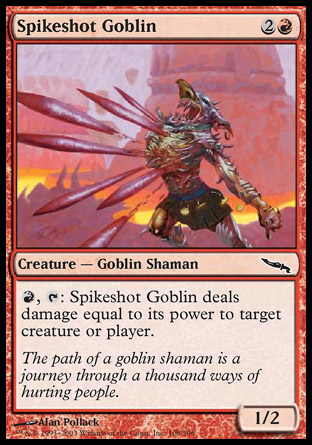 Spikeshot Goblin 2
Creature — Goblin Shaman
, : Spikeshot Goblin deals
damage equal to its power to target
creature or player.
The path of a goblin shaman is a
journey through a thousand ways of
hurting people.
Alan Pollack
1/2